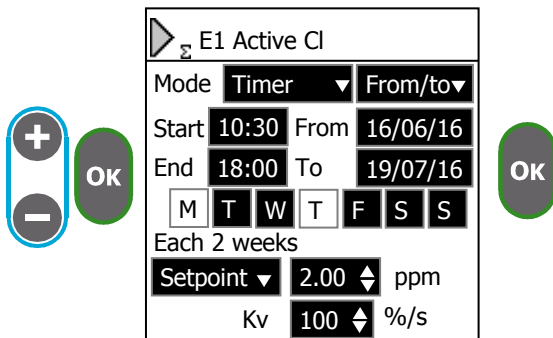 Σ E1 Active Cl
Mode Timer From/to
Start 10:30 From 16/06/16
End 18:00 To 19/07/16
M T W T F S S
Each 2 weeks
Setpoint 2.00 ppm
Kv 100 %/s
+
OK
−
OK